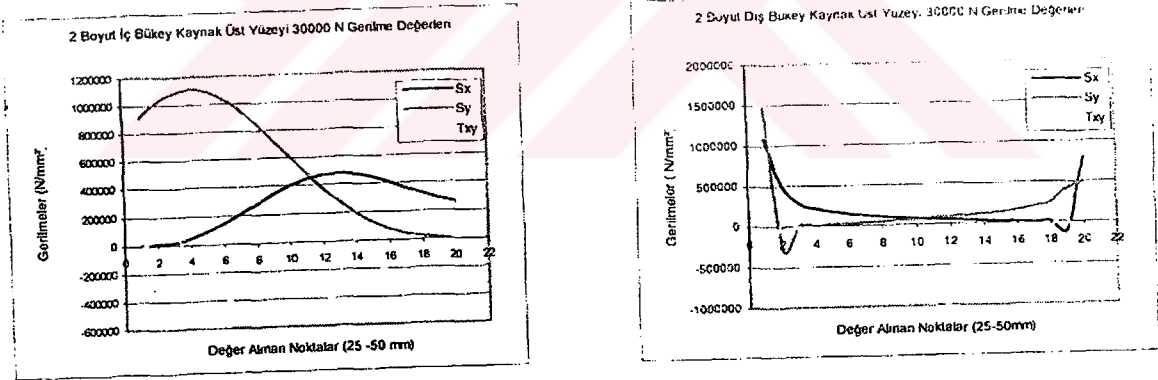 2 Boyut İç Bükey Kaynak Üst Yüzeyi 30000 N Gerilme Değerleri
1200000
1000000
800000
600000
400000
200000
0
-200000
-400000
-600000
0 2 4 6 8 10 12 14 16 18 20 22
Sx
Sy
Txy
Gerilmeler (N/mm²)
Değer Alınan Noktalar (25 -50 mm)
2 Boyut Dış Bükey Kaynak Üst Yüzeyi 30000 N Gerilme Değerleri
2000000
1500000
1000000
500000
0
-500000
-1000000
2 4 6 8 10 12 14 16 18 20 22
Sx
Sy
Txy
Gerilmeler ( N/mm²)
Değer Alınan Noktalar (25 -50mm)